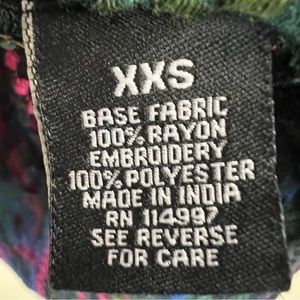 XXS
BASE FABRIC
100% RAYON
EMBROIDERY
100% POLYESTER
MADE IN INDIA
RN 114997
SEE REVERSE
FOR CARE